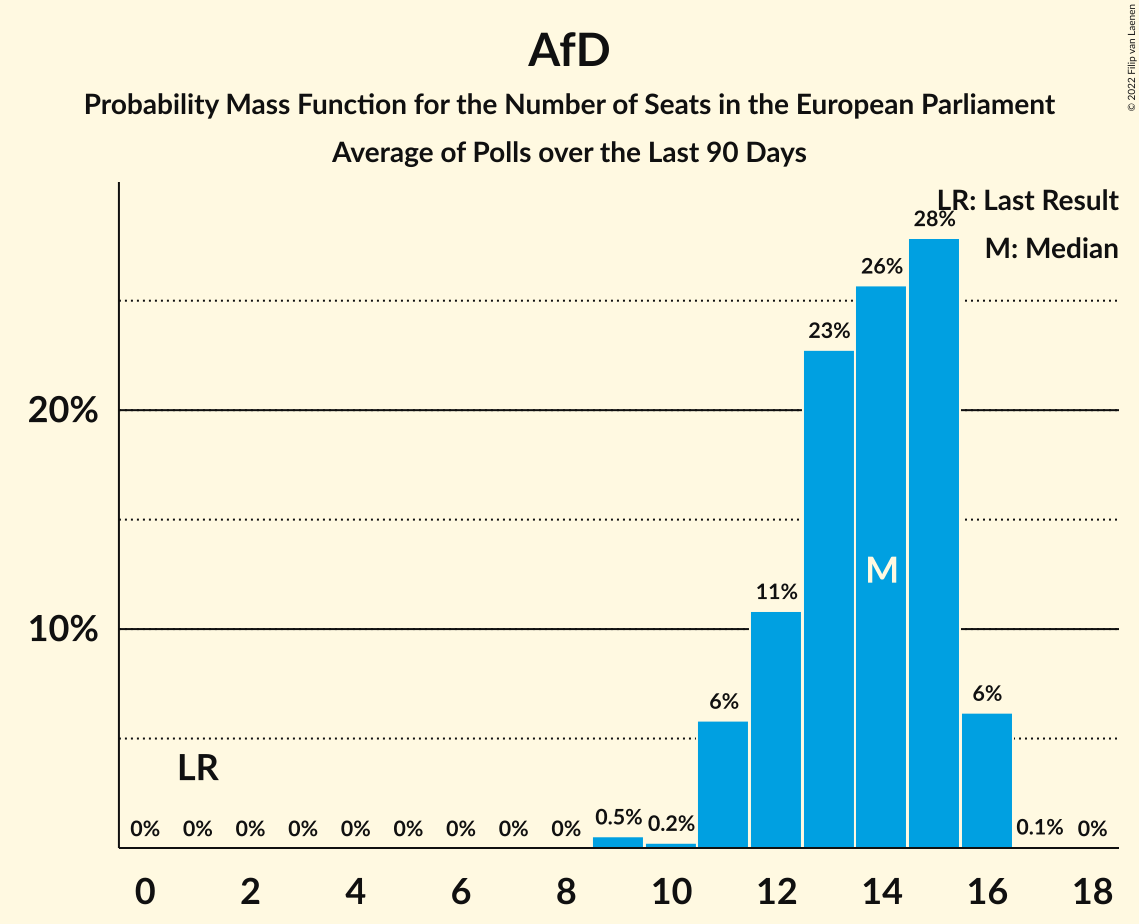 AfD
Probability Mass Function for the Number of Seats in the European Parliament
Average of Polls over the Last 90 Days
© 2022 Filip van Laenen
LR: Last Result
M: Median
28%
26%
23%
20%
M
11%
10%
6%
6%
LR
0% 0% 0% 0% 0% 0% 0% 0% 0% 0.5% 0.2% 0.1% 0%
0 2 4 6 8 10 12 14 16 18